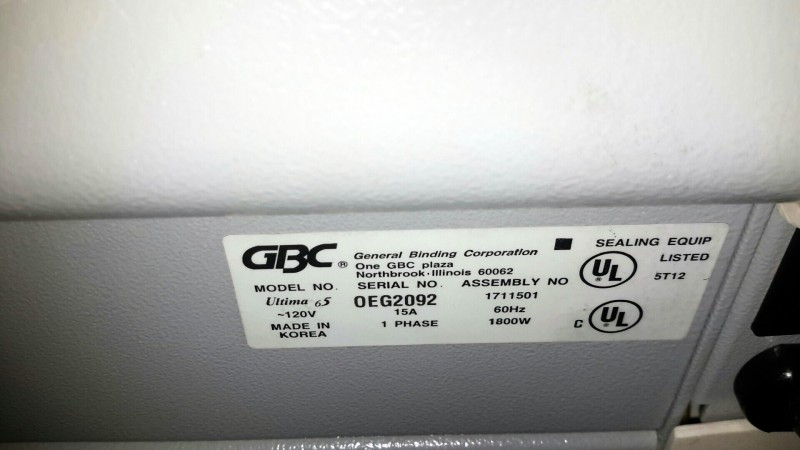 GBC® General Binding Corporation
One GBC plaza
Northbrook·Illinois 60062
SEALING EQUIP
LISTED
5T12
UL
MODEL NO. SERIAL NO. ASSEMBLY NO
Ultima 65 OEG2092 1711501
~120V 15A 60Hz
MADE IN KOREA 1 PHASE 1800W
C UL